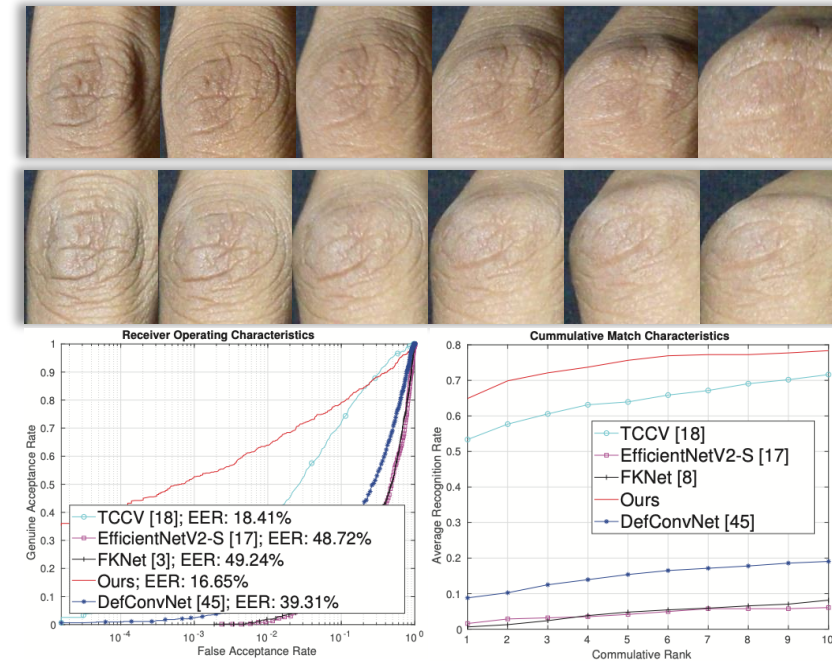 Receiver Operating Characteristics
Genuine Acceptance Rate
1
0.9
0.8
0.7
0.6
0.5
0.4
0.3
0.2
0.1
0
TCCV [18]; EER: 18.41%
EfficientNetV2-S [17]; EER: 48.72%
FKNet [3]; EER: 49.24%
Ours; EER: 16.65%
DefConvNet [45]; EER: 39.31%
10⁻⁴ 10⁻³ 10⁻² 10⁻¹ 10⁰
False Acceptance Rate
Cummulative Match Characteristics
Average Recognition Rate
0.8
0.7
0.6
0.5
0.4
0.3
0.2
0.1
0
TCCV [18]
EfficientNetV2-S [17]
FKNet [8]
Ours
DefConvNet [45]
1 2 3 4 5 6 7 8 9 10
Commulative Rank